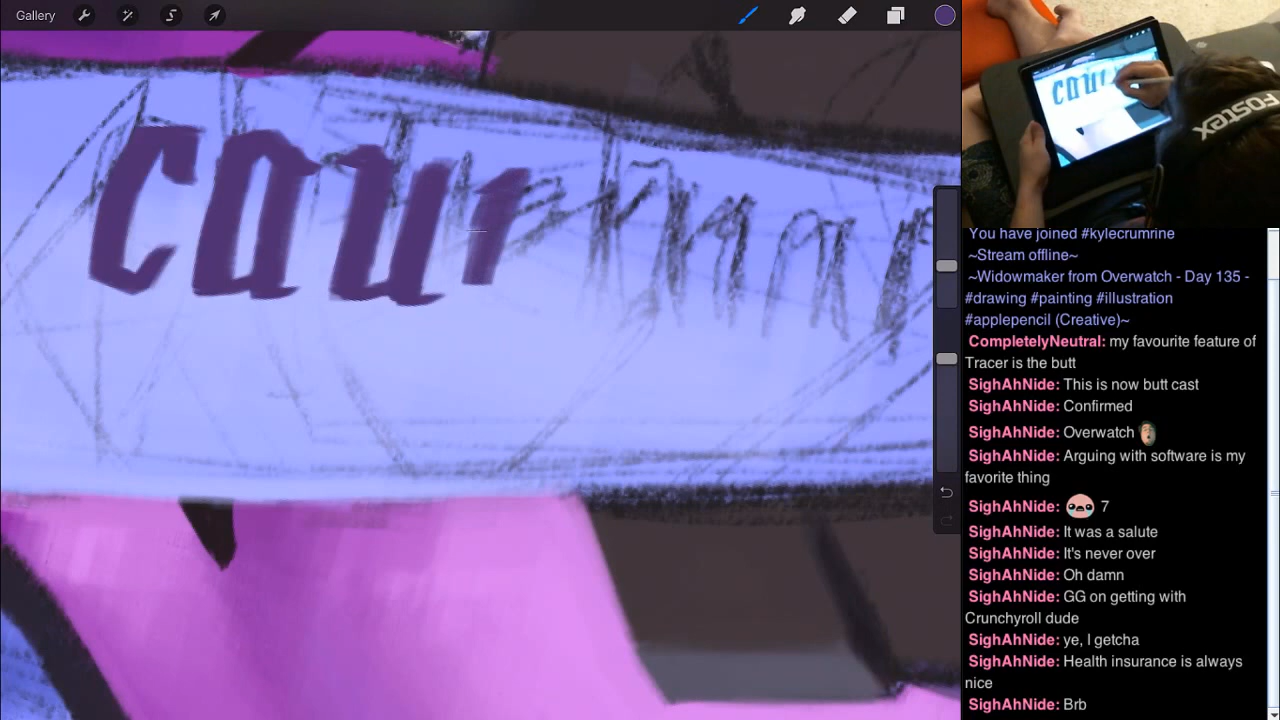 Gallery
cour
cou
Fostex
You have joined #kylecrumrine
~Stream offline~
~Widowmaker from Overwatch - Day 135 -
#drawing #painting #illustration
#applepencil (Creative)~
CompletelyNeutral: my favourite feature of
Tracer is the butt
SighAhNide: This is now butt cast
SighAhNide: Confirmed
SighAhNide: Overwatch
SighAhNide: Arguing with software is my
favorite thing
SighAhNide: 7
SighAhNide: It was a salute
SighAhNide: It's never over
SighAhNide: Oh damn
SighAhNide: GG on getting with
Crunchyroll dude
SighAhNide: ye, I getcha
SighAhNide: Health insurance is always
nice
SighAhNide: Brb